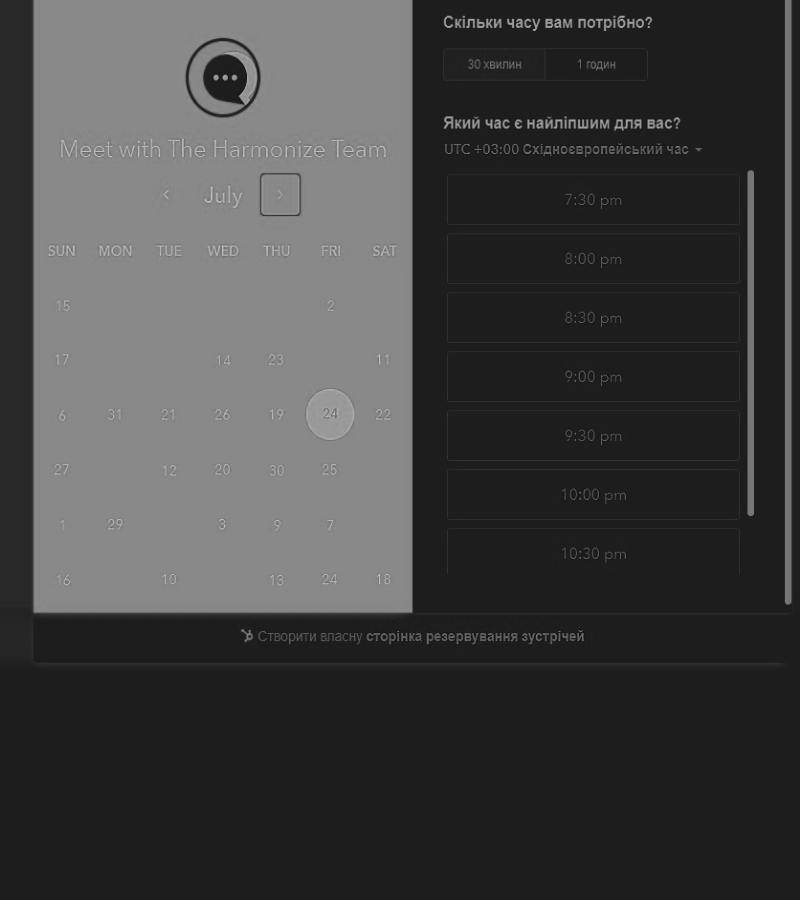 Meet with The Harmonize Team
July
SUN MON TUE WED THU FRI SAT
15 2
17 14 23 11
6 31 21 26 19 24 22
27 12 20 30 25
1 29 3 9 7
16 10 13 24 18
Скільки часу вам потрібно?
30 хвилин 1 годин
Який час є найліпшим для вас?
UTC +03:00 Східноєвропейський час
7:30 pm
8:00 pm
8:30 pm
9:00 pm
9:30 pm
10:00 pm
10:30 pm
Створити власну сторінка резервування зустрічей